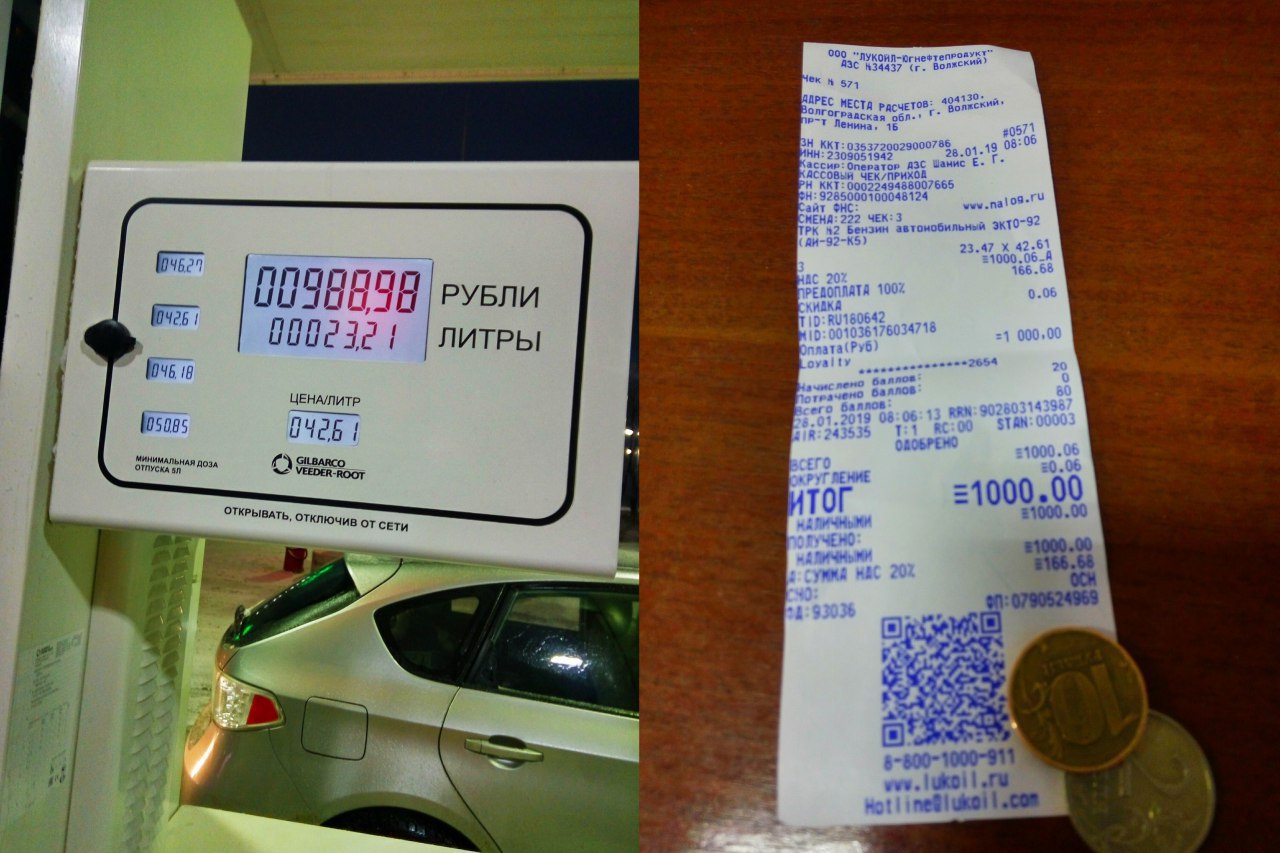 046,27
042,61
046,18
050,85
00988,98 РУБЛИ
00023,21 ЛИТРЫ
ЦЕНА/ЛИТР
042,61
МИНИМАЛЬНАЯ ДОЗА
ОТПУСКА 5Л
GILBARCO
VEEDER-ROOT
ОТКРЫВАТЬ, ОТКЛЮЧИВ ОТ СЕТИ
ООО "ЛУКОИЛ-Югнефтепродукт"
АЗС №34437 (г. Волжский)
Чек № 571
АДРЕС МЕСТА РАСЧЕТОВ: 404130,
Волгоградская обл., г. Волжский,
пр-т Ленина, 1Б
#0571
ЗН ККТ:0353720029000786
ИНН:2309051942 28.01.19 08:06
Кассир:Оператор АЗС Шанис Е. Г.
КАССОВЫЙ ЧЕК/ПРИХОД
РН ККТ:0002249488007665
ФН:9285000100048124
Сайт ФНС: www.nalog.ru
СМЕНА:222 ЧЕК:3
ТРК №2 Бензин автомобильный ЭКТО-92
(АИ-92-К5)
23.47 X 42.61
3 ≡1000.06_А
НДС 20% 166.68
ПРЕДОПЛАТА 100%
СКИДКА 0.06
TID:RU180642
MID:001036176034718
Оплата(Руб) =1 000.00
Loyalty
***************2654
Начислено баллов: 20
Потрачено баллов: 0
Всего баллов: 80
28.01.2019 08:06:13 RRN:902803143987
AIR:243535 T:1 RC:00 STAN:00003
ОДОБРЕНО
ВСЕГО ≡1000.06
ОКРУГЛЕНИЕ ≡0.06
ИТОГ ≡1000.00
НАЛИЧНЫМИ ≡1000.00
ПОЛУЧЕНО:
НАЛИЧНЫМИ ≡1000.00
А:СУММА НДС 20% ≡166.68
СНО: ОСН
ФД:93036 ФП:0790524969
8-800-1000-911
www.lukoil.ru
Hotline@lukoil.com
10
2